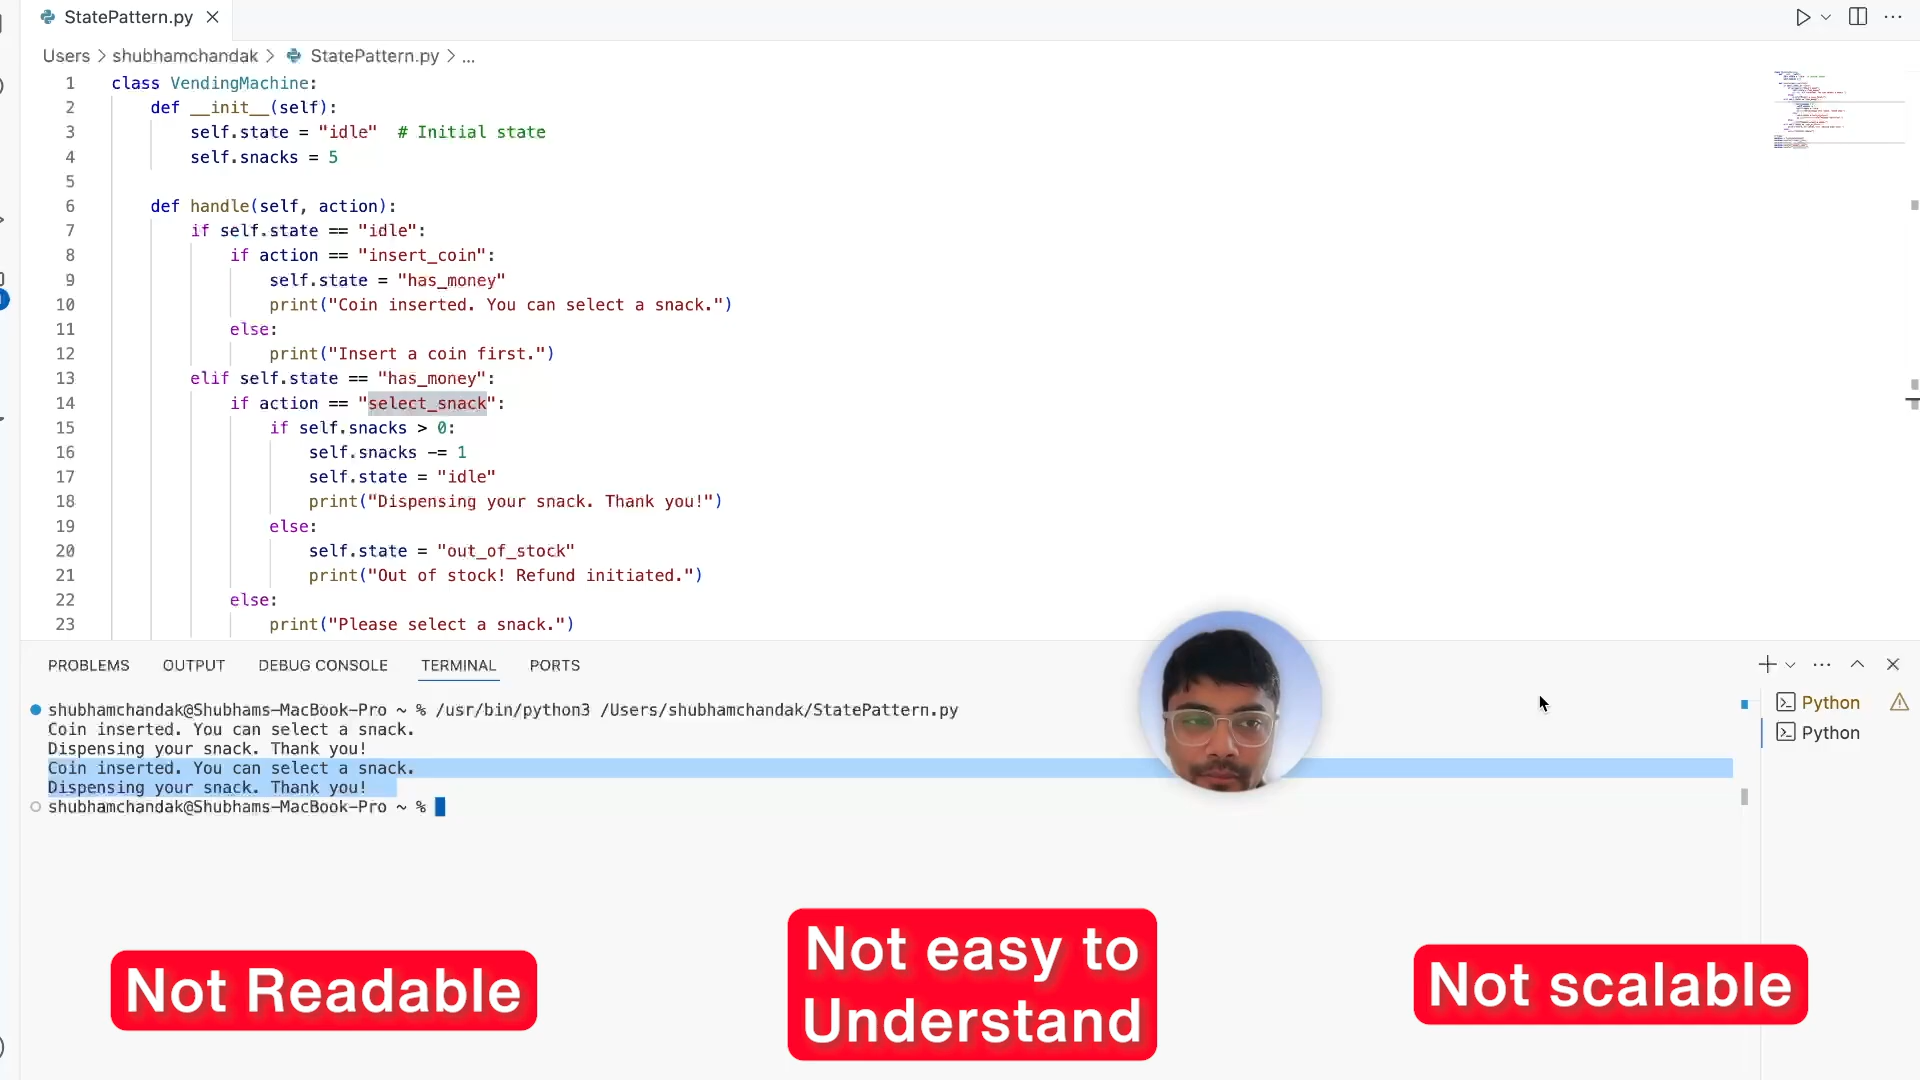 StatePattern.py
Users > shubhamchandak > StatePattern.py > ...
1 class VendingMachine:
2     def __init__(self):
3         self.state = "idle"  # Initial state
4         self.snacks = 5
5
6     def handle(self, action):
7         if self.state == "idle":
8             if action == "insert_coin":
9                 self.state = "has_money"
10                 print("Coin inserted. You can select a snack.")
11             else:
12                 print("Insert a coin first.")
13         elif self.state == "has_money":
14             if action == "select_snack":
15                 if self.snacks > 0:
16                     self.snacks -= 1
17                     self.state = "idle"
18                     print("Dispensing your snack. Thank you!")
19                 else:
20                     self.state = "out_of_stock"
21                     print("Out of stock! Refund initiated.")
22             else:
23                 print("Please select a snack.")
PROBLEMS OUTPUT DEBUG CONSOLE TERMINAL PORTS
shubhamchandak@Shubhams-MacBook-Pro ~ % /usr/bin/python3 /Users/shubhamchandak/StatePattern.py
Coin inserted. You can select a snack.
Dispensing your snack. Thank you!
Coin inserted. You can select a snack.
Dispensing your snack. Thank you!
shubhamchandak@Shubhams-MacBook-Pro ~ %
Python
Python
Not Readable
Not easy to
Understand
Not scalable